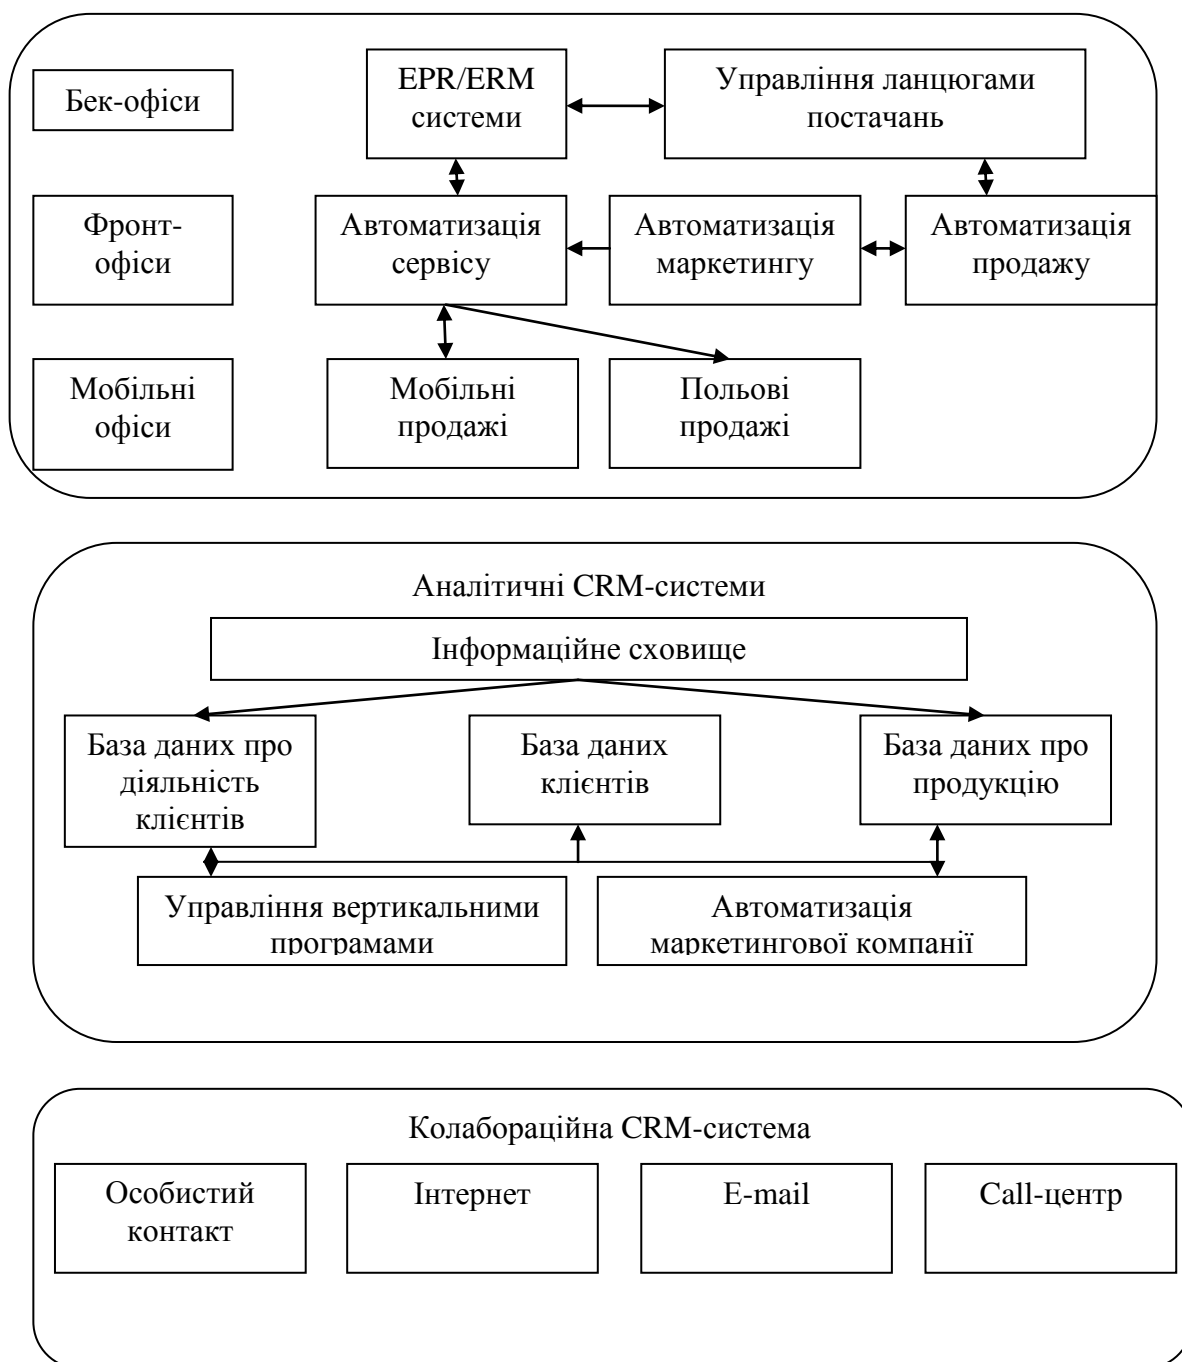 Бек-офіси
EPR/ERM
системи
Управління ланцюгами
постачань
Фронт-
офіси
Автоматизація
сервісу
Автоматизація
маркетингу
Автоматизація
продажу
Мобільні
офіси
Мобільні
продажі
Польові
продажі
Аналітичні CRM-системи
Інформаційне сховище
База даних про
діяльність
клієнтів
База даних
клієнтів
База даних про
продукцію
Управління вертикальними
програмами
Автоматизація
маркетингової компанії
Колабораційна CRM-система
Особистий
контакт
Інтернет
E-mail
Call-центр